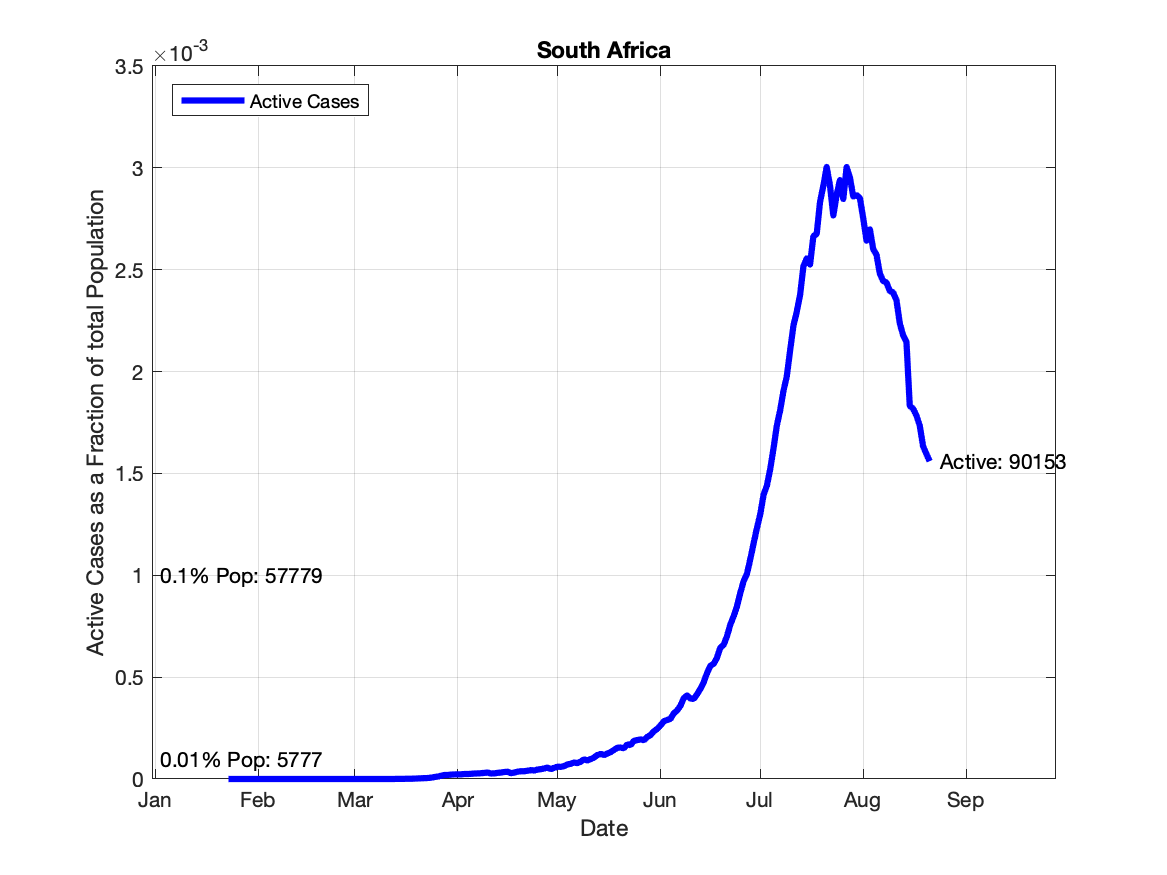 South Africa
×10-3
3.5
3
2.5
2
1.5
1
0.5
0
Active Cases as a Fraction of total Population
Active Cases
Active: 90153
0.1% Pop: 57779
0.01% Pop: 5777
Jan Feb Mar Apr May Jun Jul Aug Sep
Date